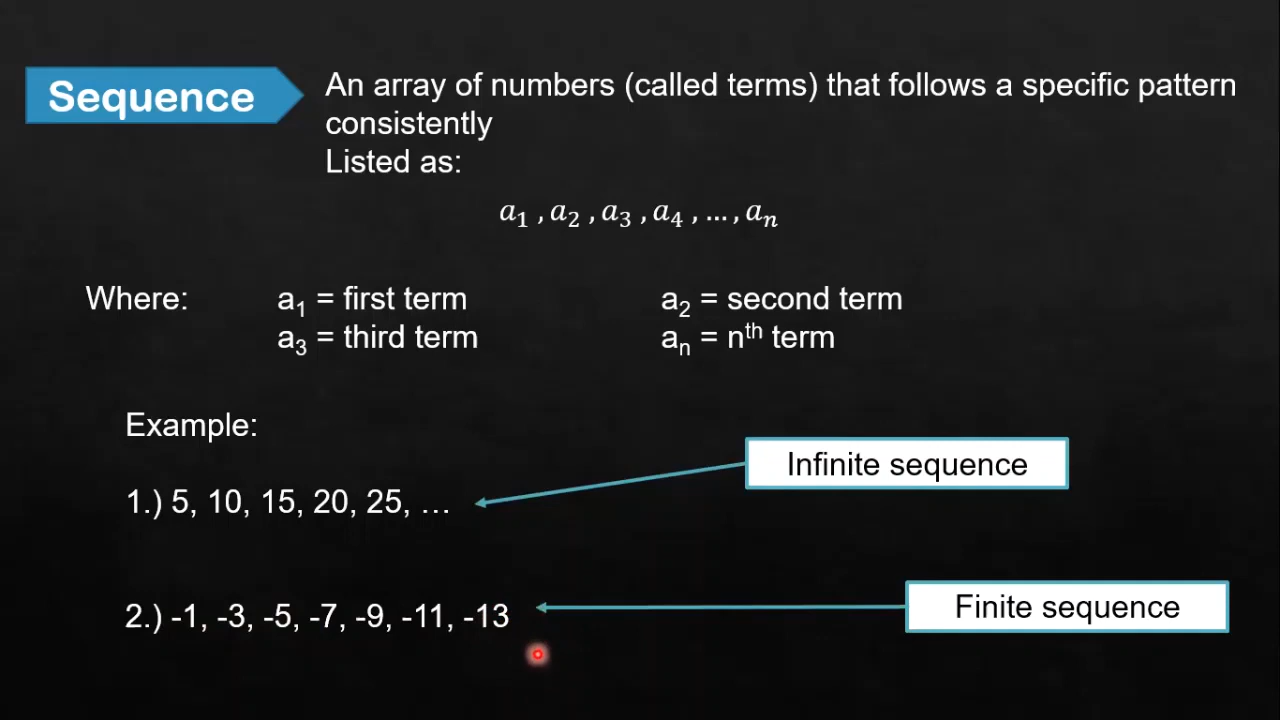 Sequence
An array of numbers (called terms) that follows a specific pattern
consistently
Listed as:
a₁ , a₂ , a₃ , a₄ , … , aₙ
Where: a₁ = first term a₂ = second term
a₃ = third term aₙ = nᵗʰ term
Example:
Infinite sequence
1.) 5, 10, 15, 20, 25, …
Finite sequence
2.) -1, -3, -5, -7, -9, -11, -13